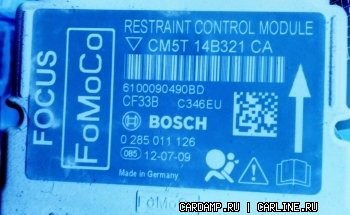 RESTRAINT CONTROL MODULE
CM5T 14B321 CA
6100090490BD
CF33B C346EU
BOSCH
0 285 011 126
085 12-07-09
Made in Germany
FOCUS
FoMoCo
FoMo
CARDAMP.RU | CARLINE.RU